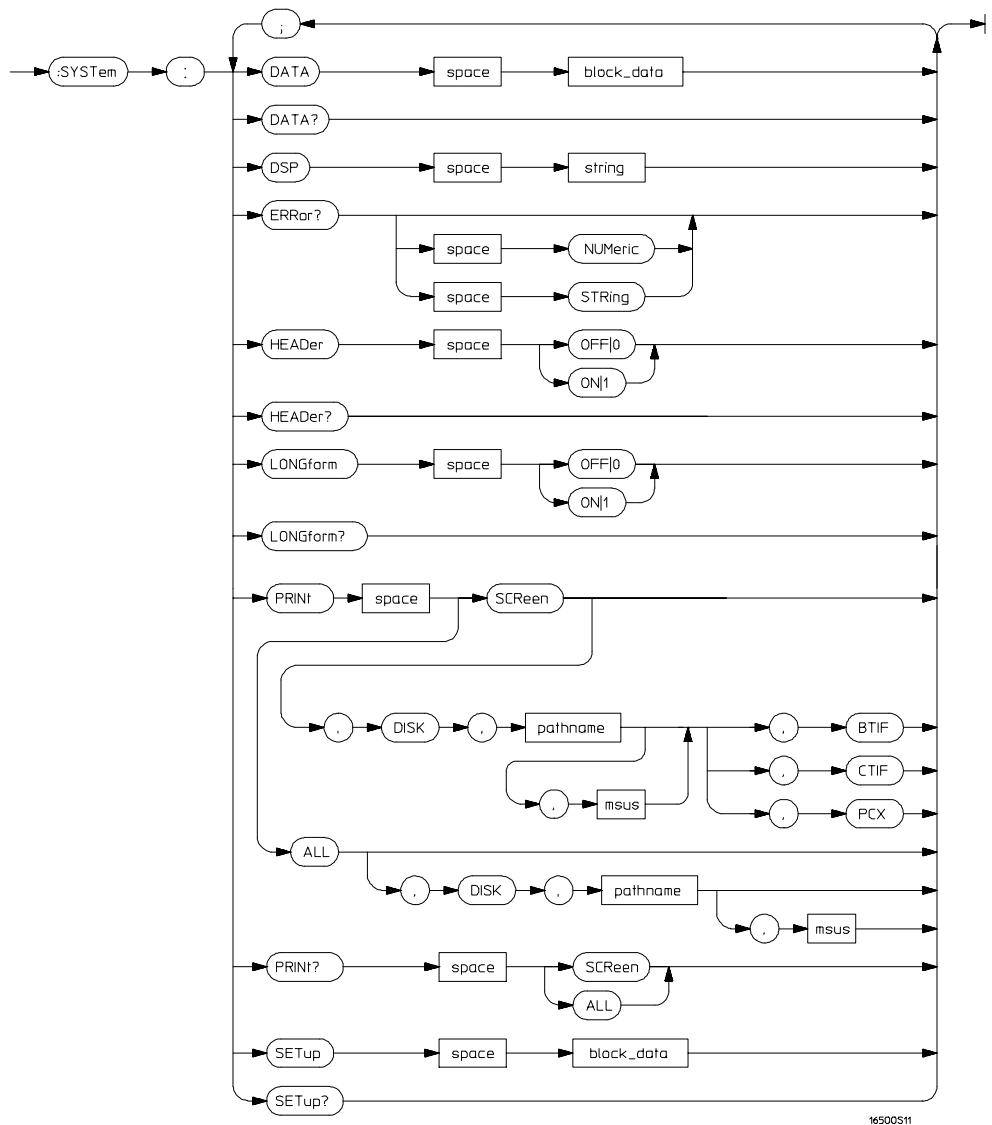 ;
:SYSTem : DATA space block_data
DATA?
DSP space string
ERRor?
space NUMeric
space STRing
HEADer space OFF|0
ON|1
HEADer?
LONGform space OFF|0
ON|1
LONGform?
PRINt space SCReen
, DISK , pathname , BTIF
, CTIF
, msus , PCX
ALL
, DISK , pathname
, msus
PRINt? space SCReen
ALL
SETup space block_data
SETup?
16500S11